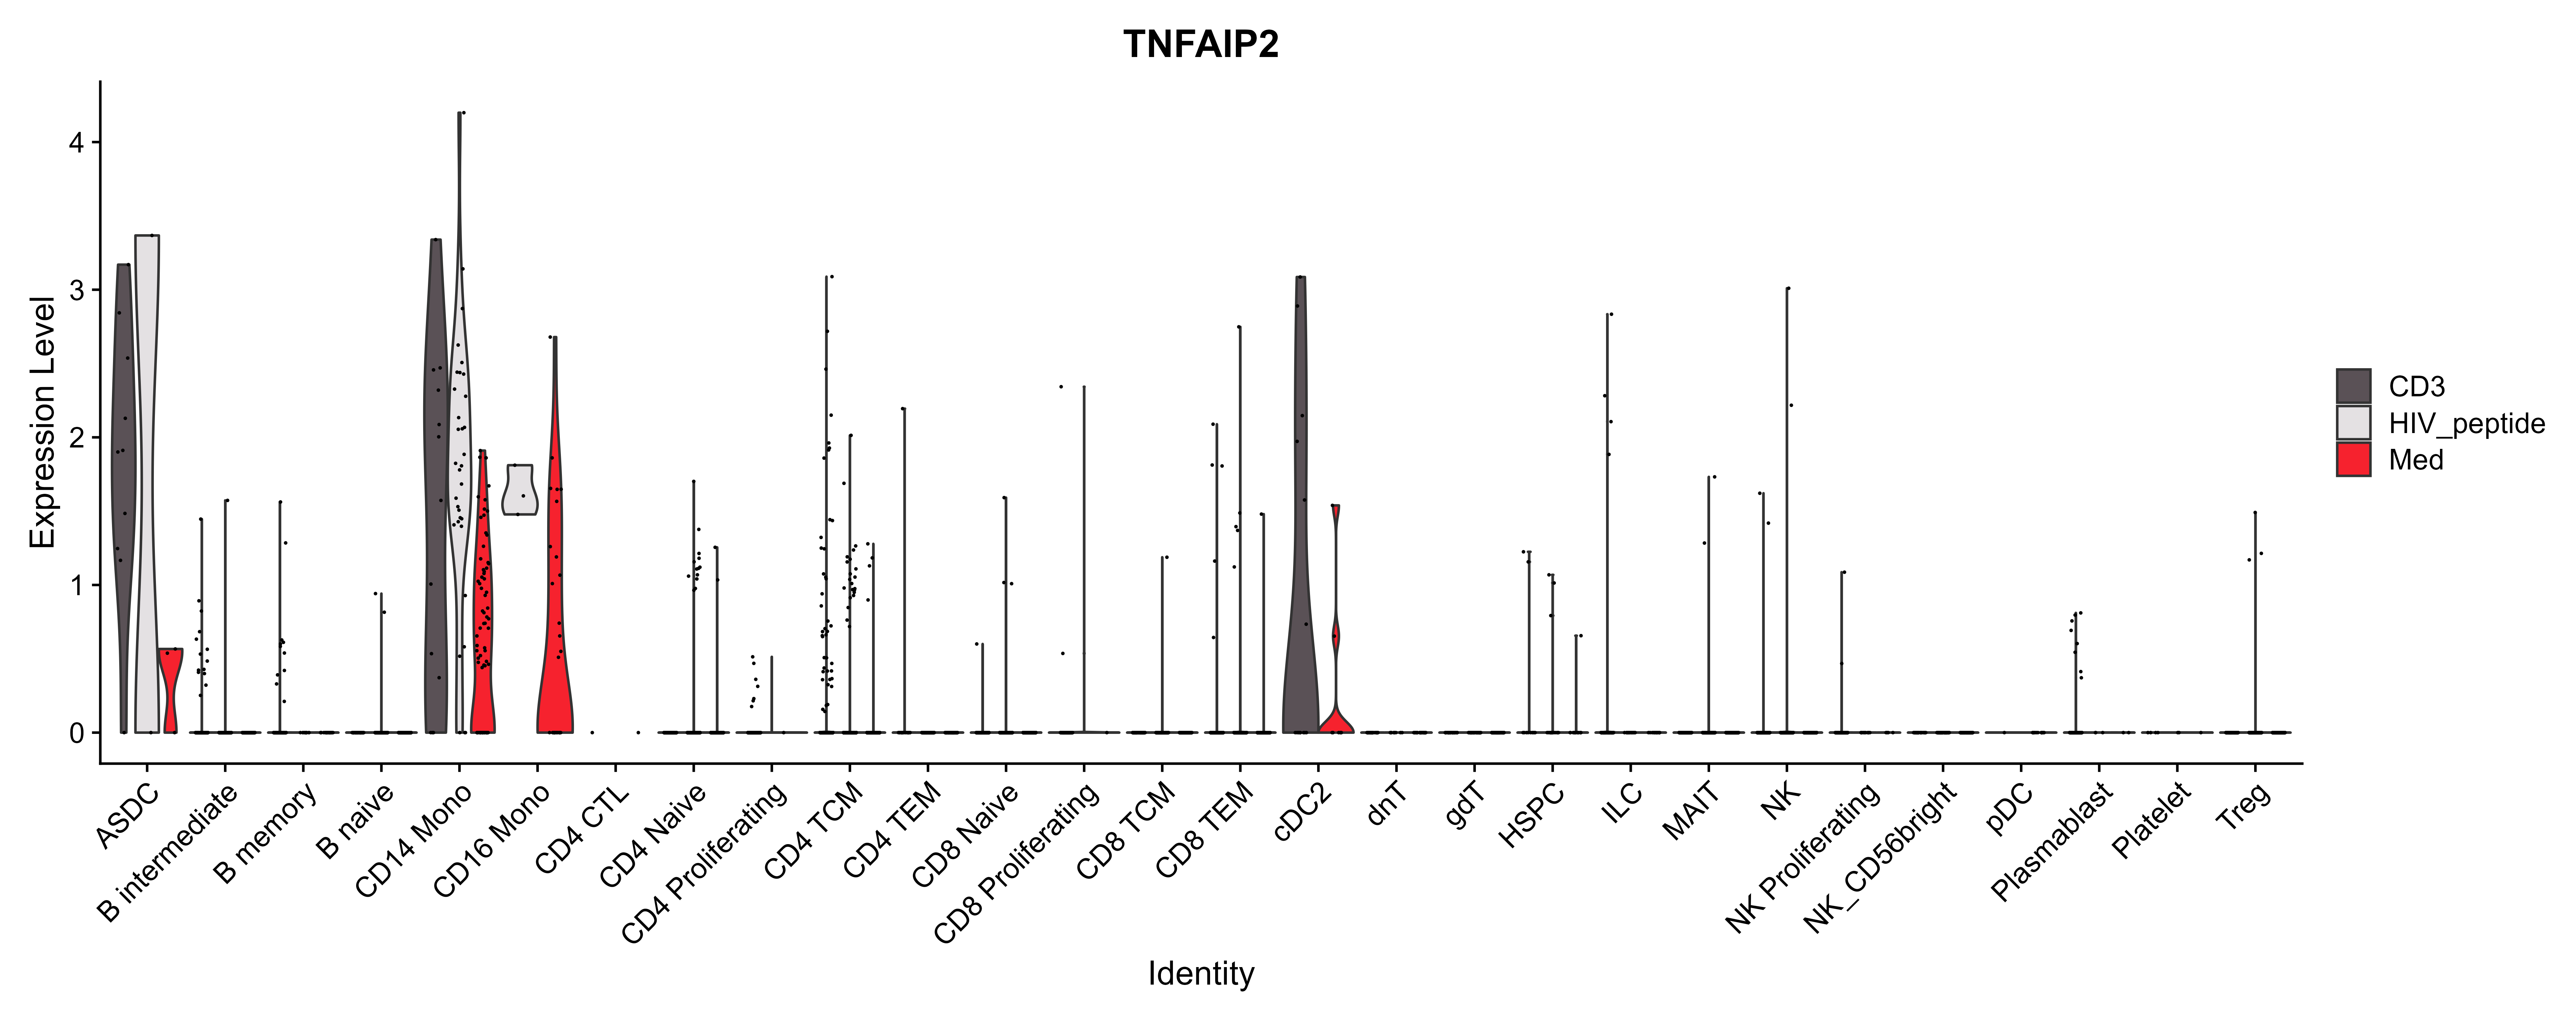 TNFAIP2
Expression Level
4
3
2
1
0
ASDC
B intermediate
B memory
B naive
CD14 Mono
CD16 Mono
CD4 CTL
CD4 Naive
CD4 Proliferating
CD4 TCM
CD4 TEM
CD8 Naive
CD8 Proliferating
CD8 TCM
CD8 TEM
cDC2
dnT
gdT
HSPC
ILC
MAIT
NK
NK Proliferating
NK_CD56bright
pDC
Plasmablast
Platelet
Treg
Identity
CD3
HIV_peptide
Med